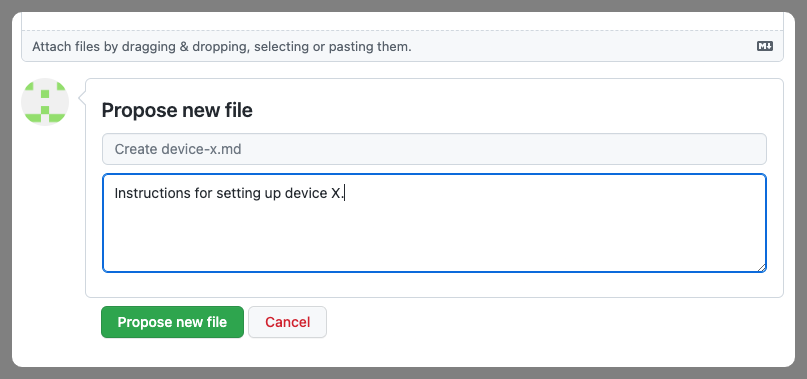 Attach files by dragging & dropping, selecting or pasting them.
Propose new file
Create device-x.md
Instructions for setting up device X.
Propose new file
Cancel